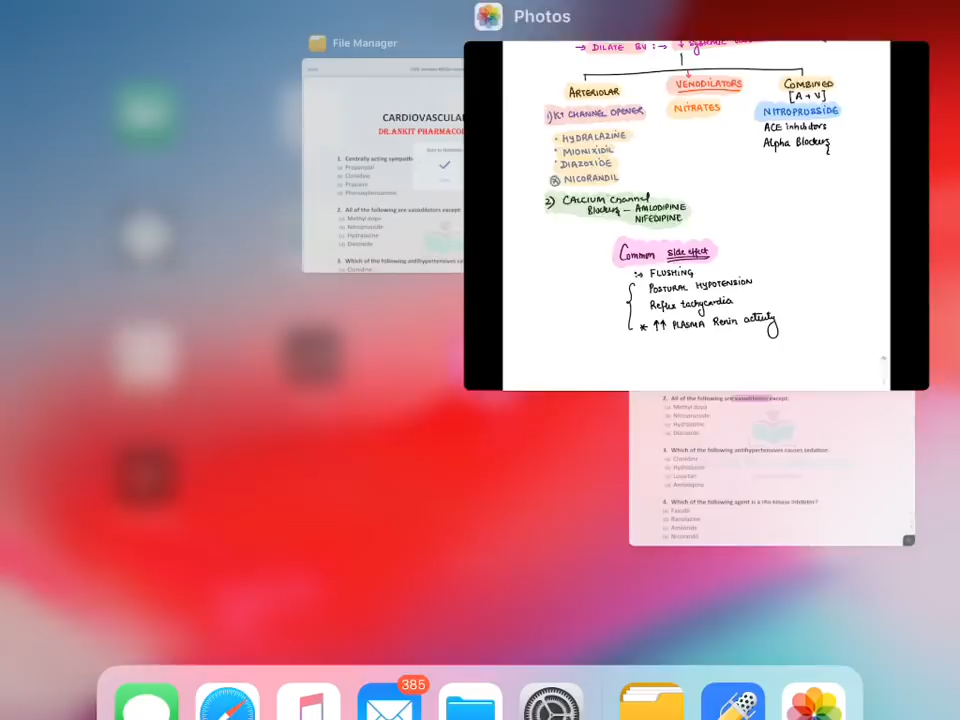 Photos
File Manager
→ DILATE BV :→ ↓
ARTERIOLAR
VENODILATORS
COMBINED
[A + V]
1) K+ CHANNEL OPENER
NITRATES
NITROPROSSIDE
ACE inhibitors
Alpha Blockers
• HYDRALAZINE
• MIONIXIDIL
• DIAZOXIDE
NICORANDIL
2) CALCIUM Channel
Blockers – AMLODIPINE
NIFEDIPINE
Common side effect
:→ FLUSHING
POSTURAL HYPOTENSION
Reflex tachycardia
* ↑↑ PLASMA Renin activity
CARDIOVASCULAR
DR.ANKIT PHARMACO
1. Centrally acting sympath
(a) Propranolol
(b) Clonidine
(c) Prazosin
(d) Phenoxybenzamine
2. All of the following are vasodilators except:
(a) Methyl dopa
(b) Nitroprusside
(c) Hydralazine
(d) Diazoxide
3. Which of the following antihypertensives
(a) Clonidine
2. All of the following are vasodilators except:
(a) Methyl dopa
(b) Nitroprusside
(c) Hydralazine
(d) Diazoxide
3. Which of the following antihypertensives causes sedation:
(a) Clonidine
(b) Hydralazine
(c) Losartan
(d) Amlodipine
4. Which of the following agent is a rho kinase inhibitor?
(a) Fasudil
(b) Ranolazine
(c) Amiloride
(d) Nicorandil
385